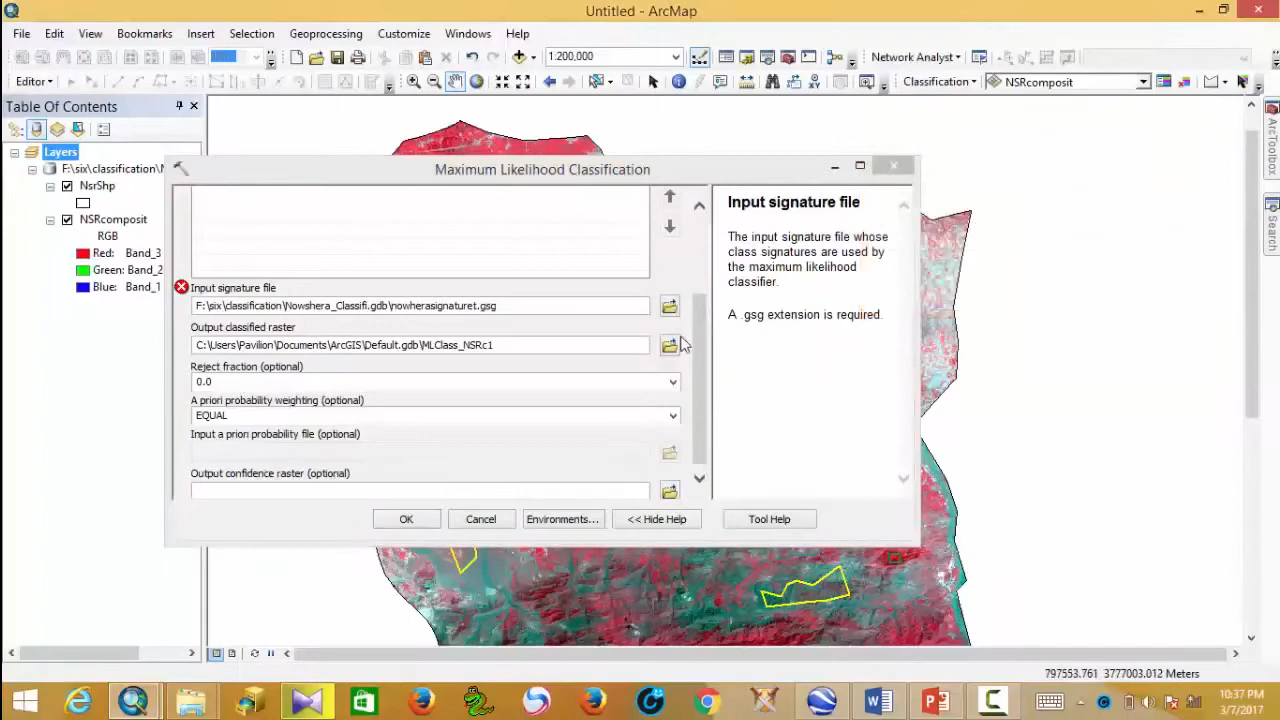 Untitled - ArcMap
File Edit View Bookmarks Insert Selection Geoprocessing Customize Windows Help
1:200,000
Network Analyst
Editor
Classification
NSRcomposit
Table Of Contents
Layers
F:\six\classification\N
NsrShp
NSRcomposit
RGB
Red: Band_3
Green: Band_2
Blue: Band_1
Maximum Likelihood Classification
Input signature file
F:\six\classification\Nowshera_Classifi.gdb\nowherasignaturet.gsg
Output classified raster
C:\Users\Pavilion\Documents\ArcGIS\Default.gdb\MLClass_NSRc1
Reject fraction (optional)
0.0
A priori probability weighting (optional)
EQUAL
Input a priori probability file (optional)
Output confidence raster (optional)
OK Cancel Environments... << Hide Help Tool Help
Input signature file
The input signature file whose
class signatures are used by
the maximum likelihood
classifier.
A .gsg extension is required.
ArcToolbox
Search
797553.761 3777003.012 Meters
10:37 PM
3/7/2017